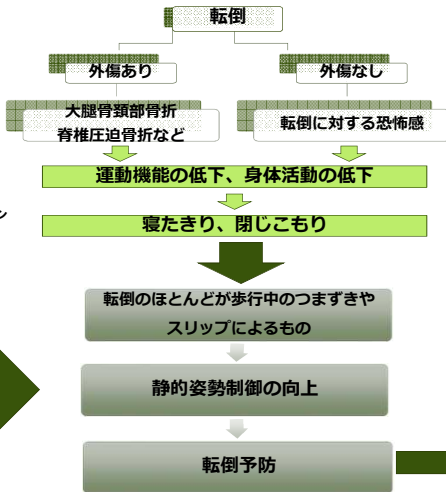 転倒
外傷あり
外傷なし
大腿骨頚部骨折
脊椎圧迫骨折など
転倒に対する恐怖感
運動機能の低下、身体活動の低下
寝たきり、閉じこもり
転倒のほとんどが歩行中のつまずきや
スリップによるもの
静的姿勢制御の向上
転倒予防